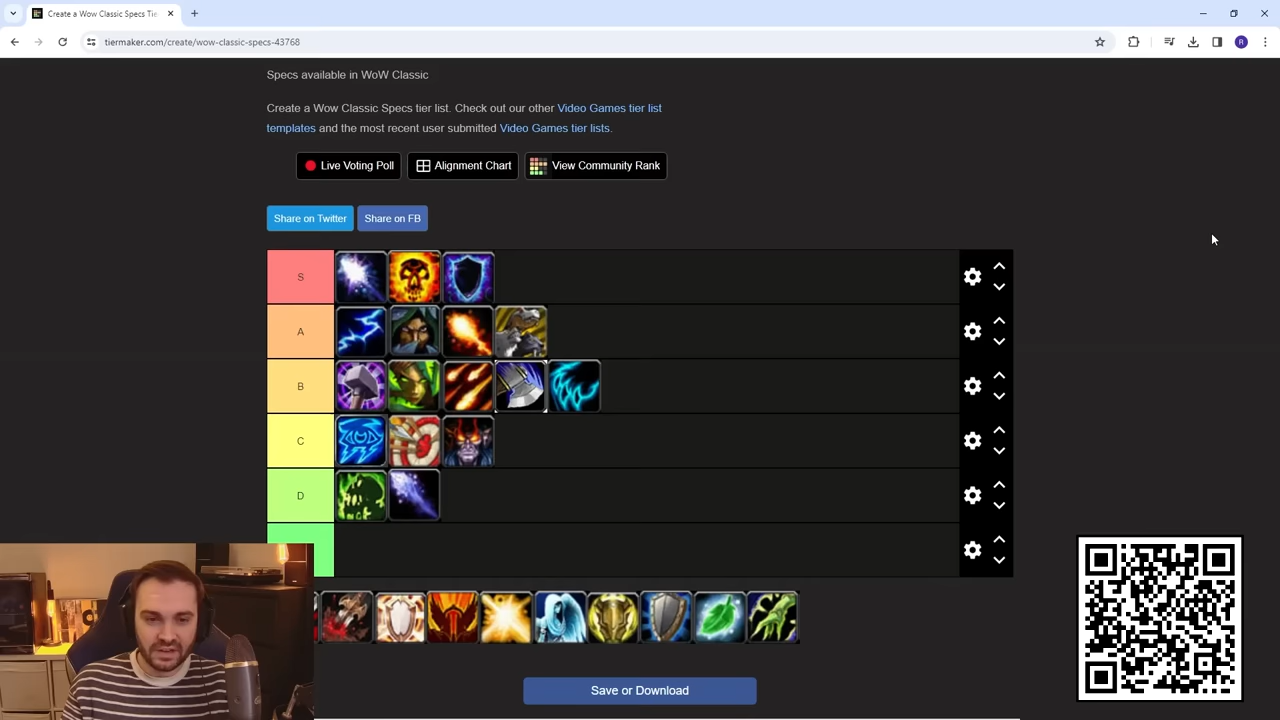 Create a Wow Classic Specs Tie
tiermaker.com/create/wow-classic-specs-43768
R
Specs available in WoW Classic
Create a Wow Classic Specs tier list. Check out our other Video Games tier list
templates and the most recent user submitted Video Games tier lists.
Live Voting Poll
Alignment Chart
View Community Rank
Share on Twitter
Share on FB
S
A
B
C
D
Save or Download